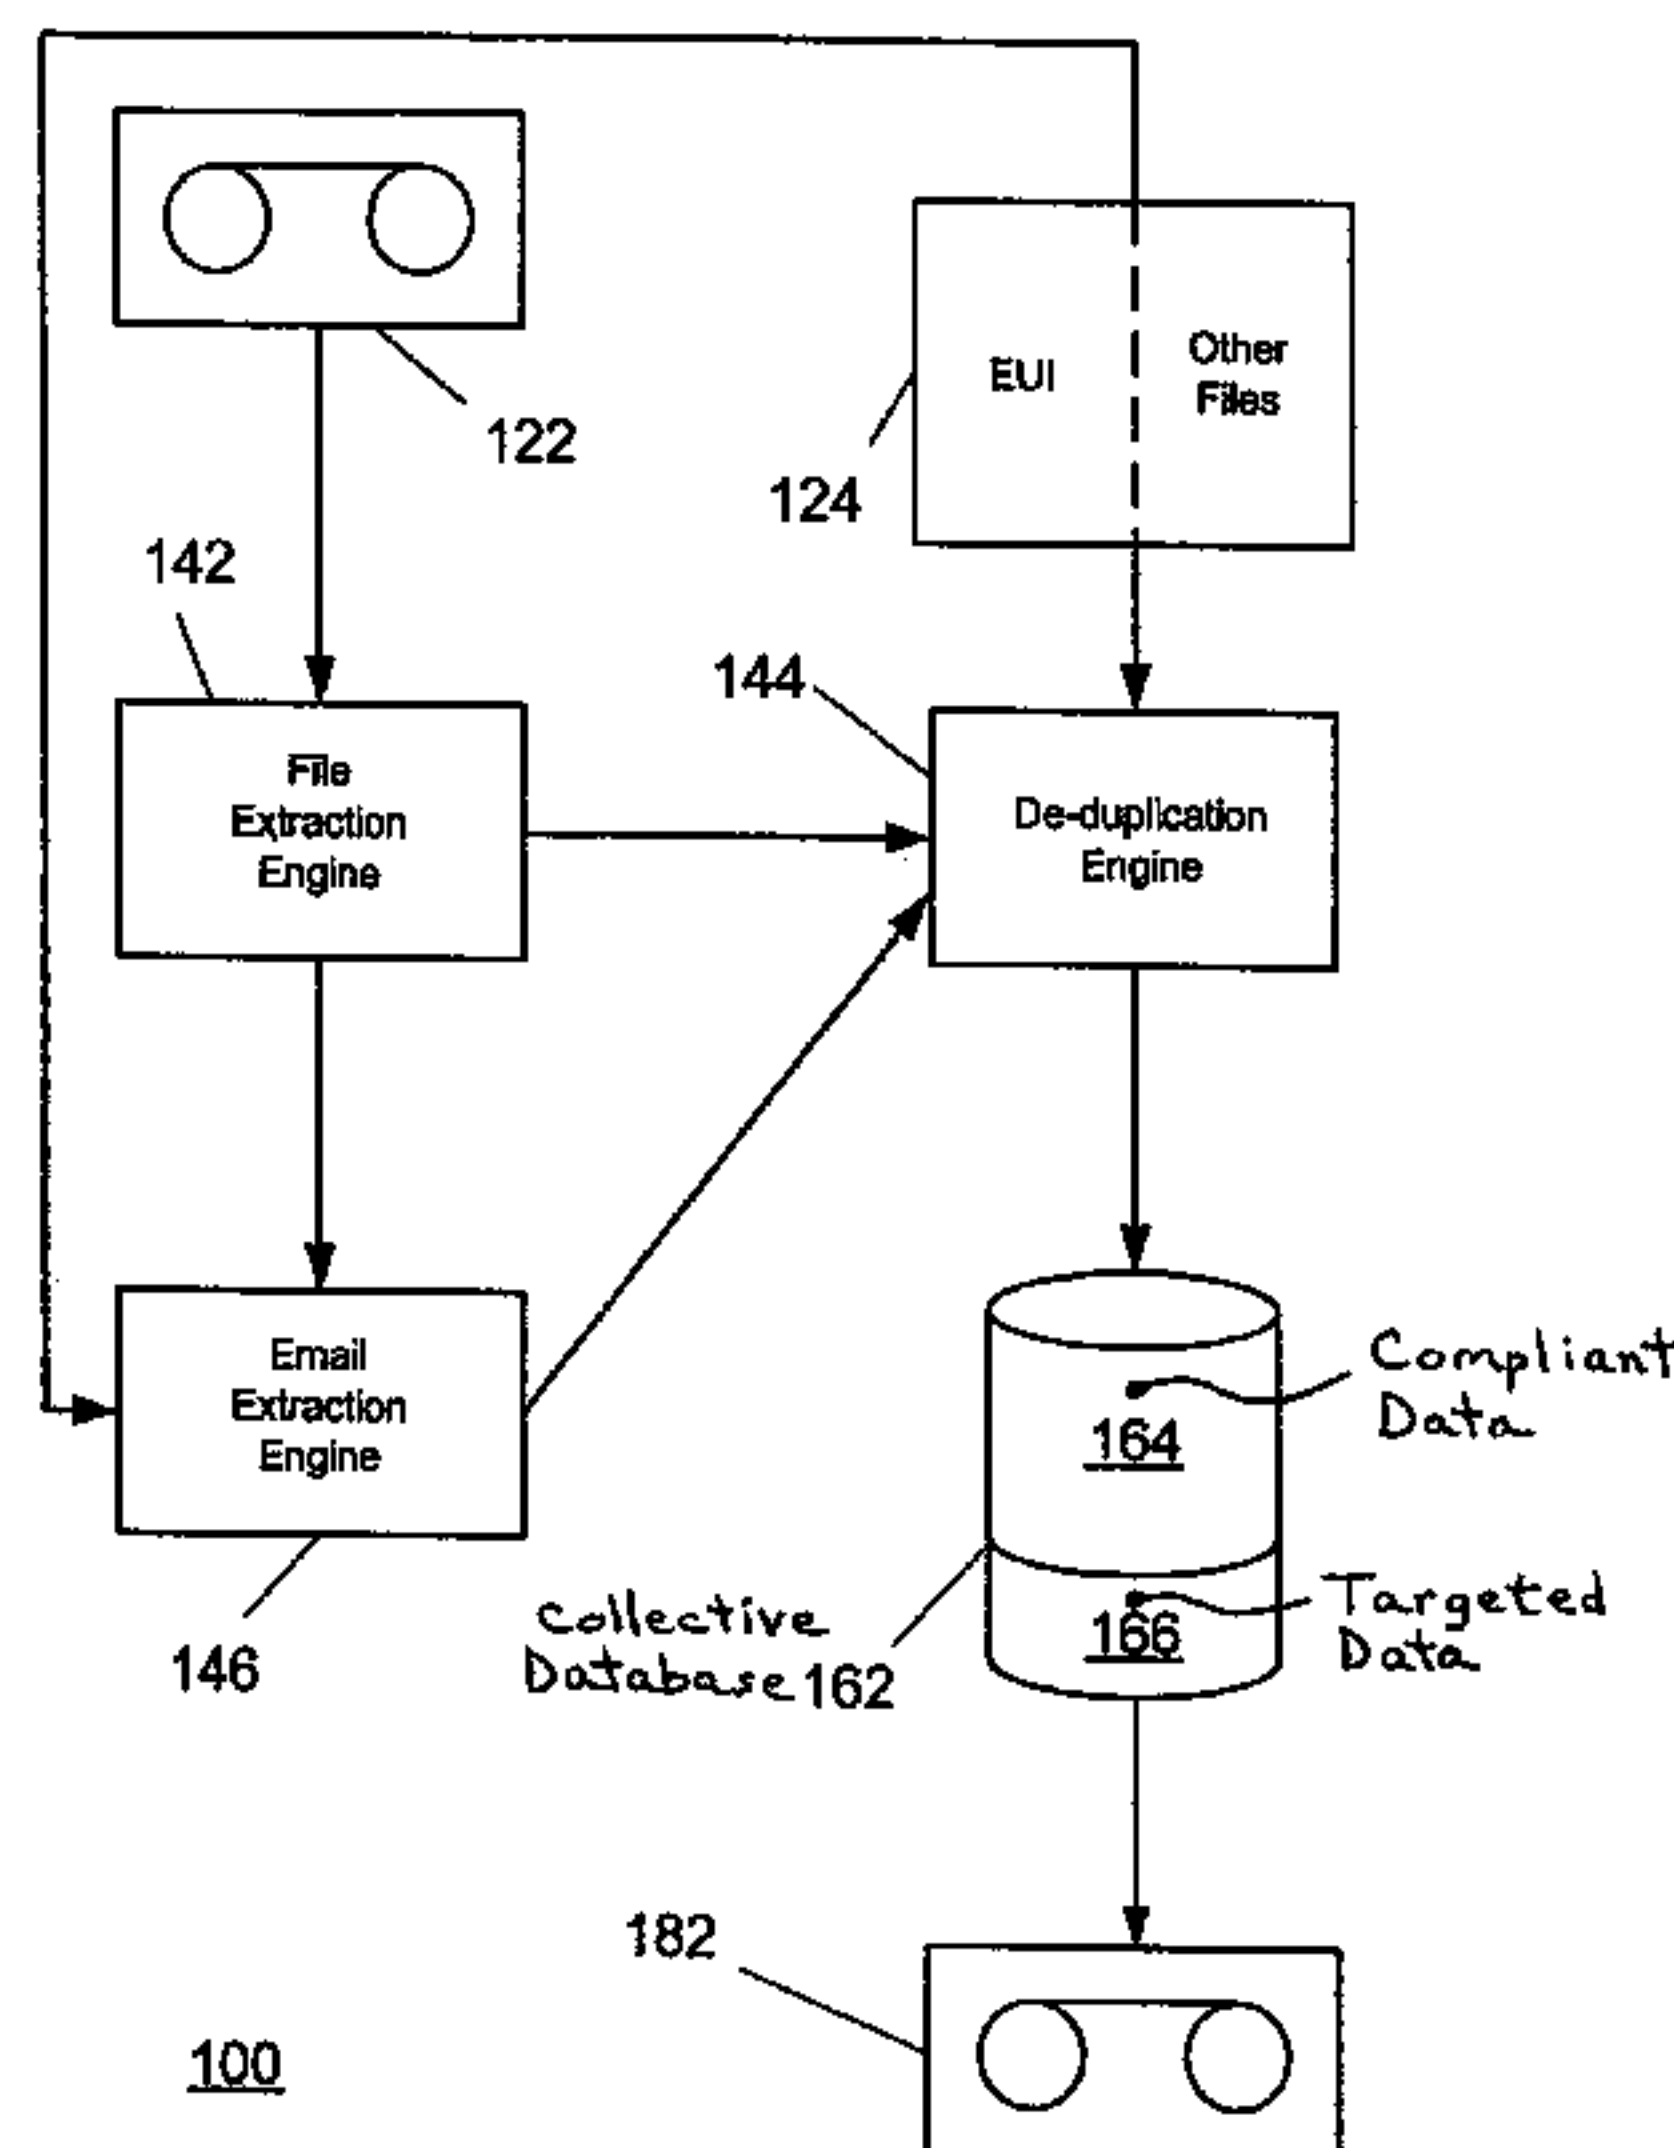 EUI
Other
Files
122
124
142
144
File
Extraction
Engine
De-duplication
Engine
Email
Extraction
Engine
146
Compliant
Data
164
Collective
Database 162
Targeted
Data
166
182
100